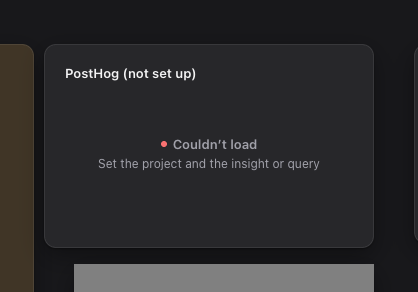 PostHog (not set up)
Couldn’t load
Set the project and the insight or query